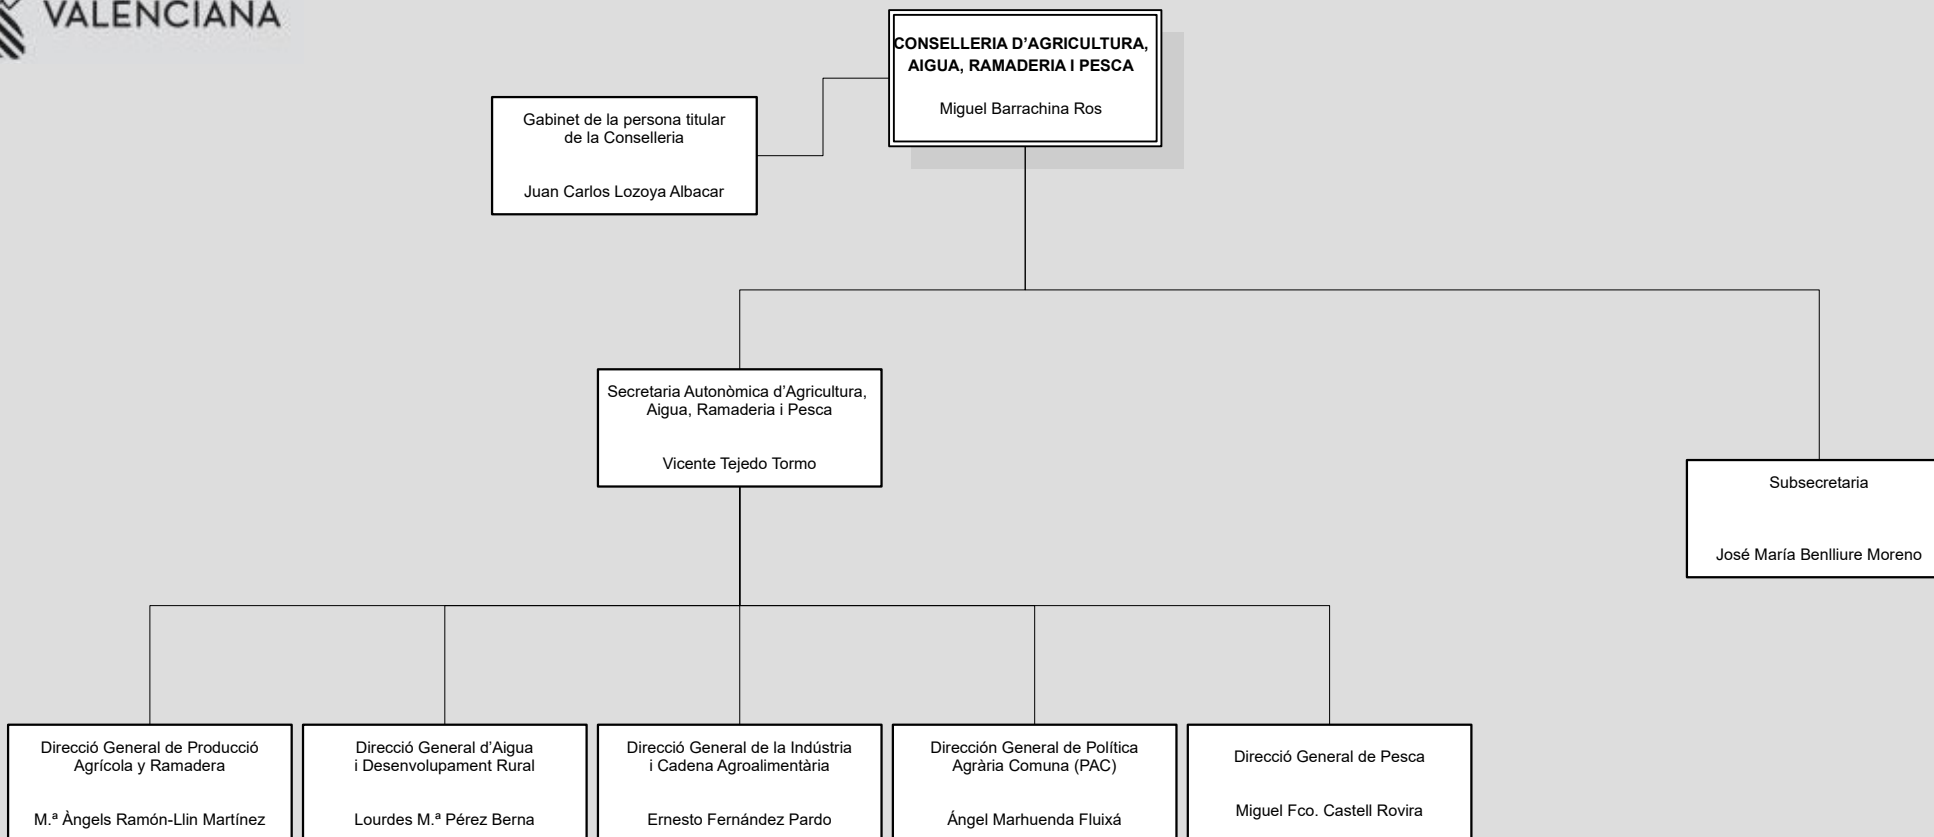 VALENCIANA
CONSELLERIA D’AGRICULTURA,
AIGUA, RAMADERIA I PESCA
Miguel Barrachina Ros
Gabinet de la persona titular
de la Conselleria
Juan Carlos Lozoya Albacar
Secretaria Autonòmica d’Agricultura,
Aigua, Ramaderia i Pesca
Vicente Tejedo Tormo
Subsecretaria
José María Benlliure Moreno
Direcció General de Producció
Agrícola y Ramadera
M.ª Àngels Ramón-Llin Martínez
Direcció General d’Aigua
i Desenvolupament Rural
Lourdes M.ª Pérez Berna
Direcció General de la Indústria
i Cadena Agroalimentària
Ernesto Fernández Pardo
Dirección General de Política
Agrària Comuna (PAC)
Ángel Marhuenda Fluixá
Direcció General de Pesca
Miguel Fco. Castell Rovira